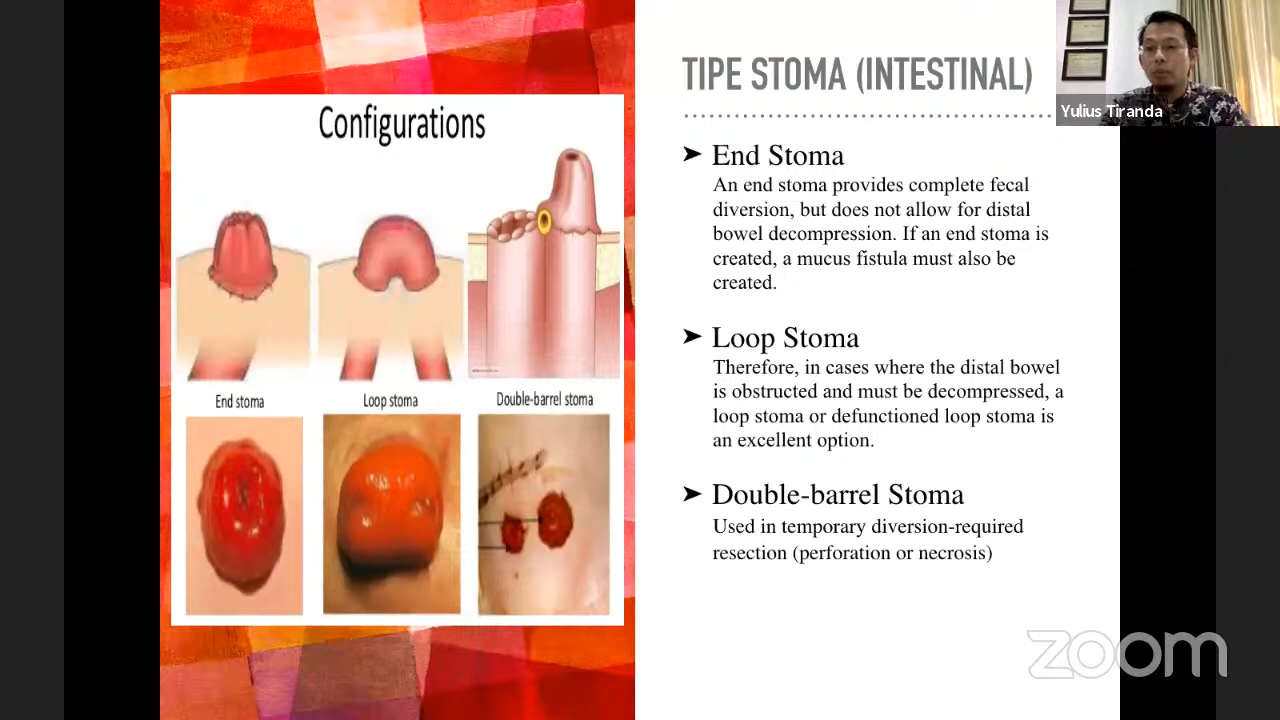 Configurations
End stoma
Loop stoma
Double-barrel stoma
TIPE STOMA (INTESTINAL)
➤ End Stoma
An end stoma provides complete fecal
diversion, but does not allow for distal
bowel decompression. If an end stoma is
created, a mucus fistula must also be
created.
➤ Loop Stoma
Therefore, in cases where the distal bowel
is obstructed and must be decompressed, a
loop stoma or defunctioned loop stoma is
an excellent option.
➤ Double-barrel Stoma
Used in temporary diversion-required
resection (perforation or necrosis)
Yulius Tiranda
zoom